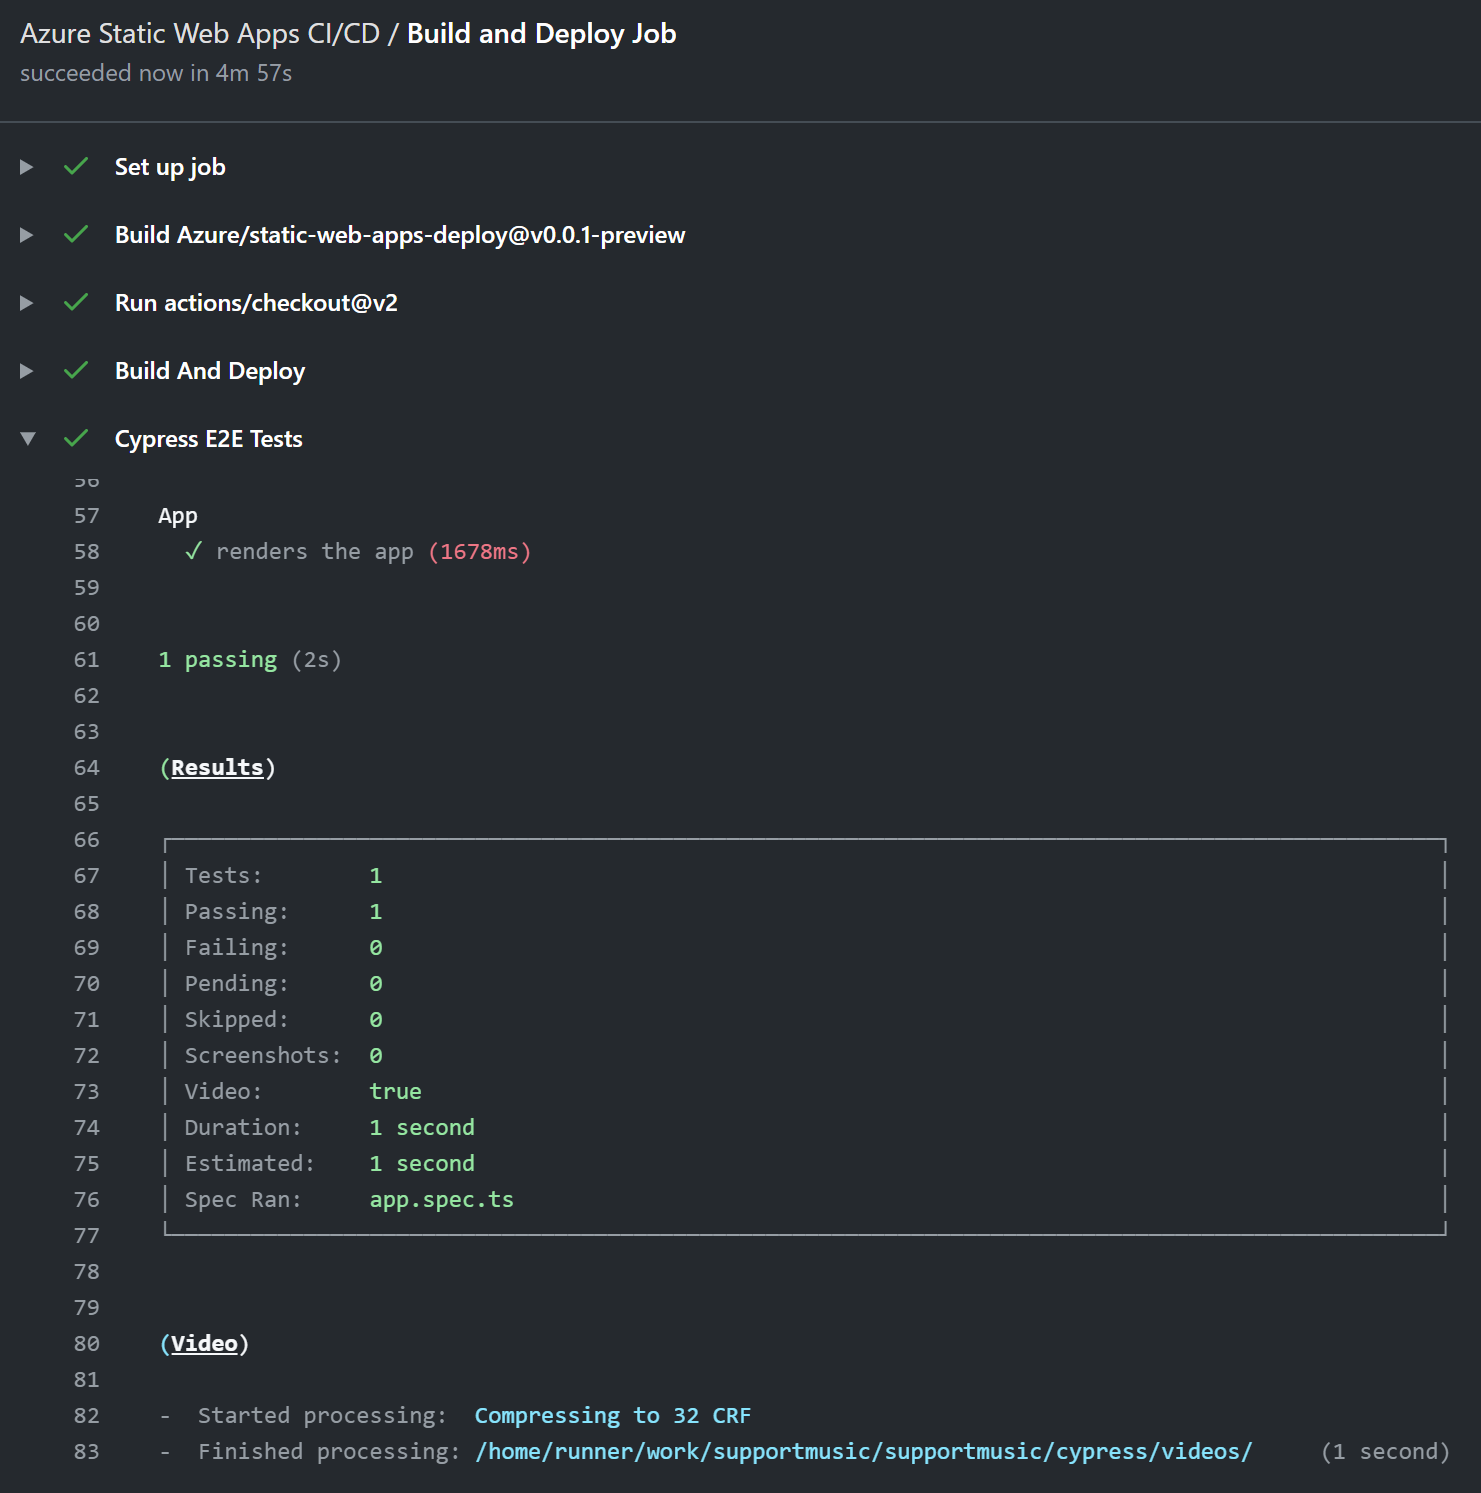 Azure Static Web Apps CI/CD / Build and Deploy Job
succeeded now in 4m 57s
Set up job
Build Azure/static-web-apps-deploy@v0.0.1-preview
Run actions/checkout@v2
Build And Deploy
Cypress E2E Tests
56
57 App
58 ✓ renders the app (1678ms)
59
60
61 1 passing (2s)
62
63
64 (Results)
65
66
67 Tests: 1
68 Passing: 1
69 Failing: 0
70 Pending: 0
71 Skipped: 0
72 Screenshots: 0
73 Video: true
74 Duration: 1 second
75 Estimated: 1 second
76 Spec Ran: app.spec.ts
77
78
79
80 (Video)
81
82 - Started processing: Compressing to 32 CRF
83 - Finished processing: /home/runner/work/supportmusic/supportmusic/cypress/videos/ (1 second)